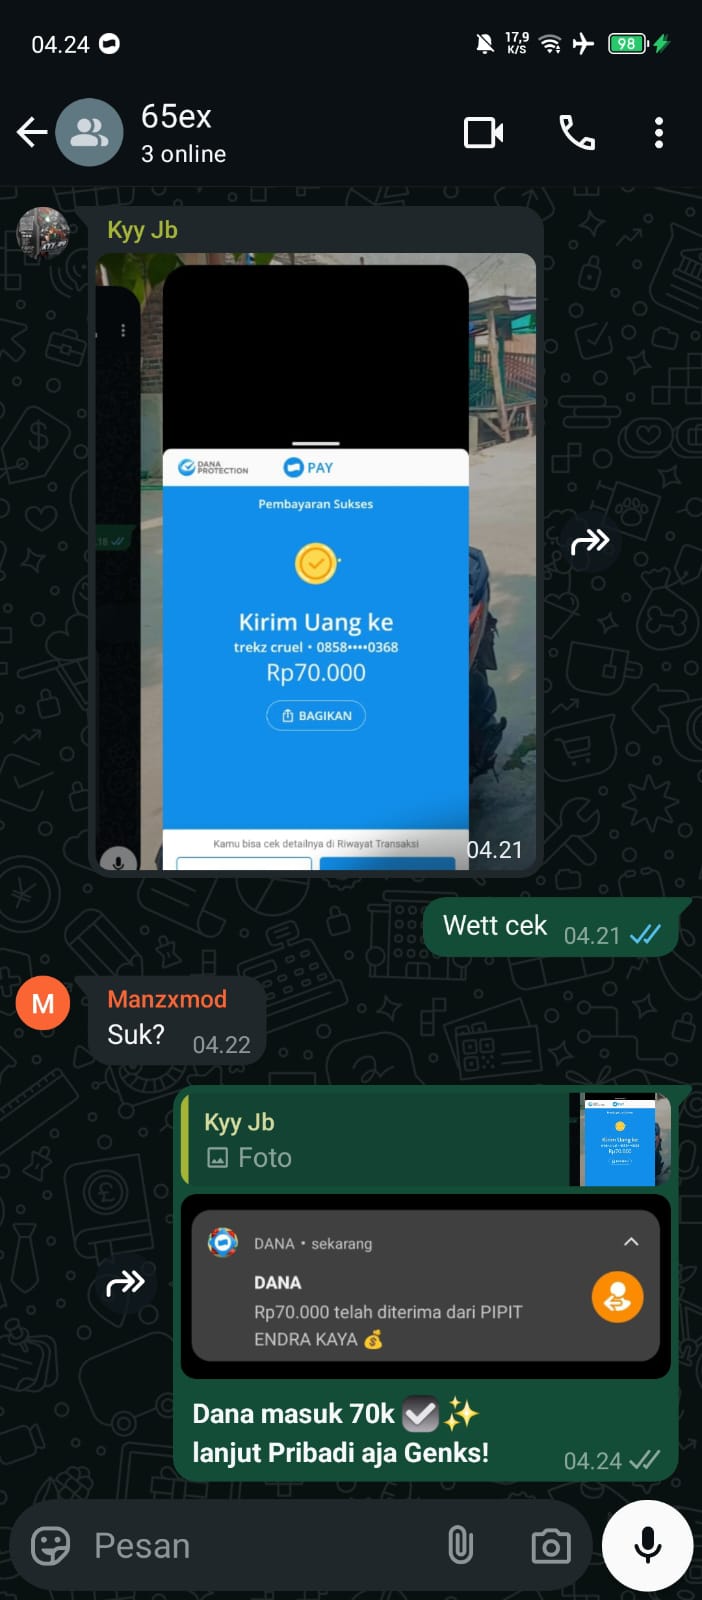 04.24
17,9
K/S
98
65ex
3 online
Kyy Jb
DANA
PROTECTION
PAY
Pembayaran Sukses
Kirim Uang ke
trekz cruel • 0858••••0368
Rp70.000
BAGIKAN
Kamu bisa cek detailnya di Riwayat Transaksi
.18
04.21
Wett cek 04.21
M
Manzxmod
Suk? 04.22
Kyy Jb
Foto
DANA • sekarang
DANA
Rp70.000 telah diterima dari PIPIT
ENDRA KAYA 💰
Dana masuk 70k ☑️✨
lanjut Pribadi aja Genks! 04.24
Pesan